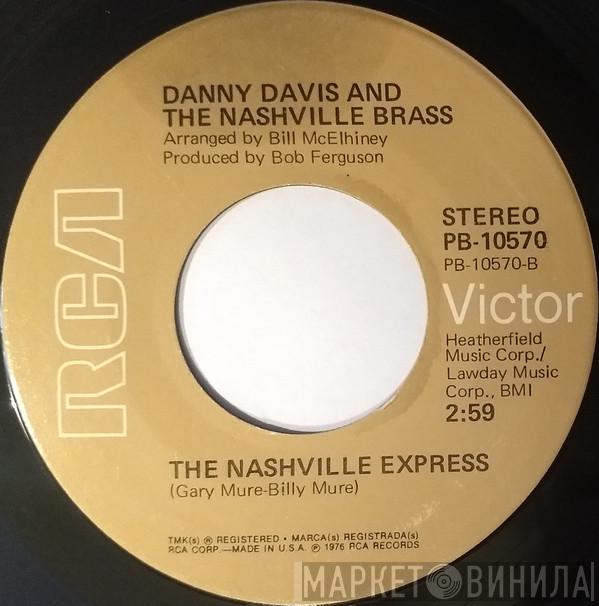 DANNY DAVIS AND
THE NASHVILLE BRASS
Arranged by Bill McElhiney
Produced by Bob Ferguson
RCA
STEREO
PB-10570
PB-10570-B
Victor
Heatherfield
Music Corp./
Lawday Music
Corp., BMI
2:59
THE NASHVILLE EXPRESS
(Gary Mure-Billy Mure)
TMK(s) ® REGISTERED • MARCA(s) REGISTRADA(s)
RCA CORP.—MADE IN U.S.A. ℗ 1976 RCA RECORDS
МАРКЕТ ВИНИЛА